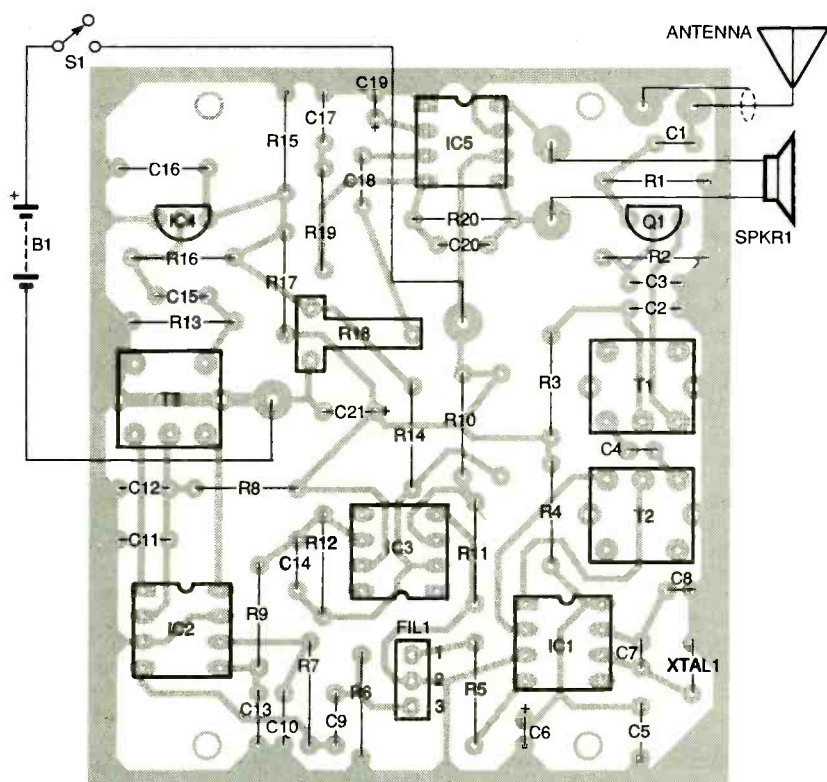 ANTENNA
S1
C19
C17
R15
IC5
C1
C16
C18
R1
IC4
R19
R20
Q1
SPKR1
+
B1
R16
C20
R2
C3
C15
R17
C2
R13
R18
R3
T1
C21
+
R10
R14
C4
C12
R8
T2
R4
C11
R12
IC3
R11
C14
C8
IC2
R9
FIL1
IC1
1
C7
XTAL1
R7
2
R5
R6
3
C13
C10
C9
+
C6
C5